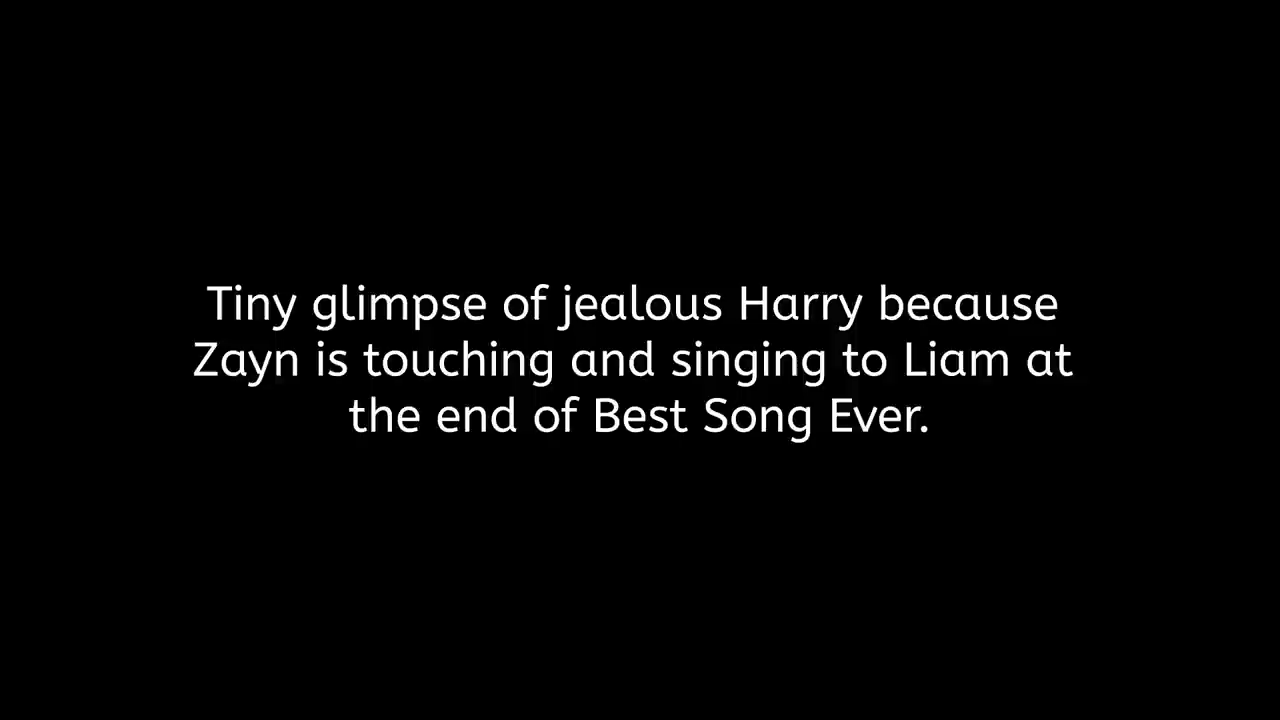 Tiny glimpse of jealous Harry because
Zayn is touching and singing to Liam at
the end of Best Song Ever.